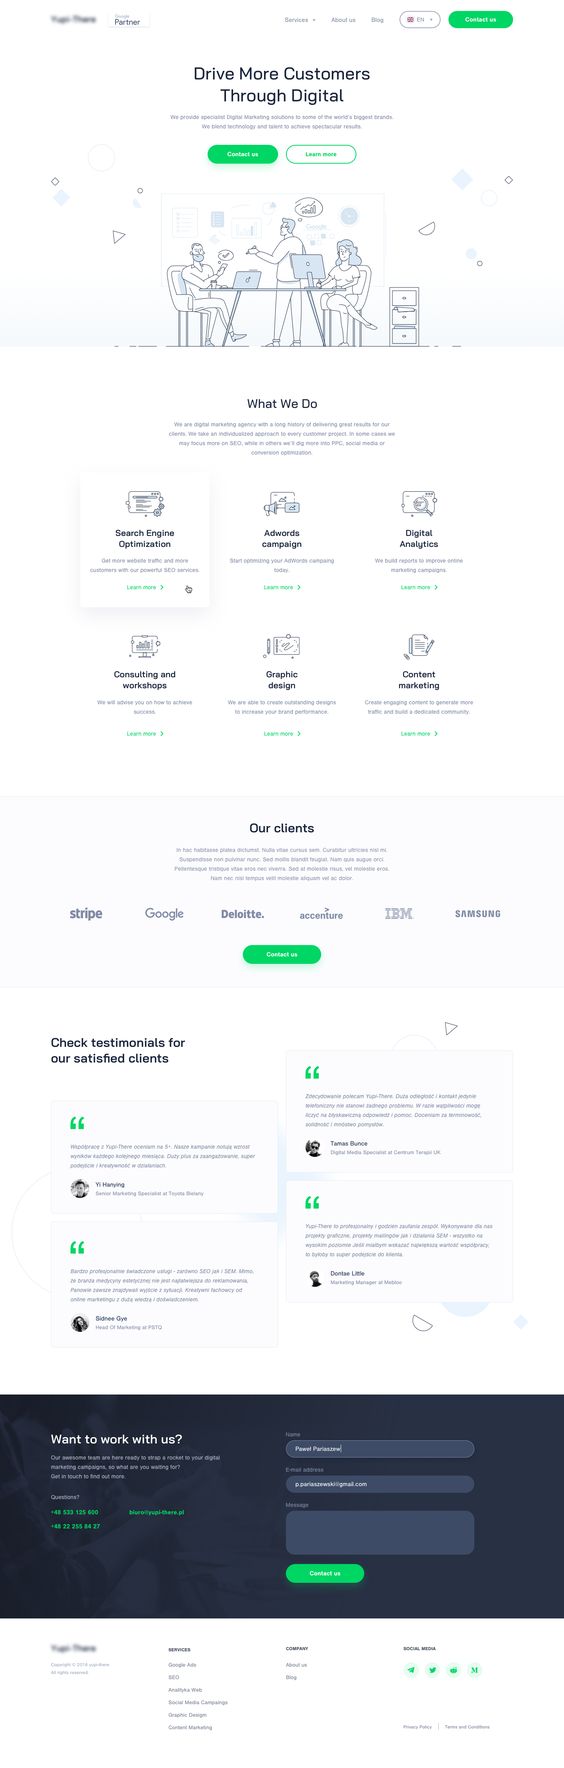 Yupi-There
Google
Partner
Services
About us
Blog
EN
Contact us
Drive More Customers
Through Digital
We provide specialist Digital Marketing solutions to some of the world's biggest brands.
We blend technology and talent to achieve spectacular results.
Contact us
Learn more
Google
What We Do
We are digital marketing agency with a long history of delivering great results for our
clients. We take an individualized approach to every customer project. In some cases we
may focus more on SEO, while in others we'll dig more into PPC, social media or
conversion optimization.
Search Engine
Optimization
Get more website traffic and more
customers with our powerful SEO services.
Learn more
Adwords
campaign
Start optimizing your AdWords campaing
today.
Learn more
Digital
Analytics
We build reports to improve online
marketing campaigns.
Learn more
Consulting and
workshops
We will advise you on how to achieve
success.
Learn more
Graphic
design
We are able to create outstanding designs
to increase your brand performance.
Learn more
Content
marketing
Create engaging content to generate more
traffic and build a dedicated community.
Learn more
Our clients
In hac habitasse platea dictumst. Nulla vitae cursus sem. Curabitur ultricies nisl mi.
Suspendisse non pulvinar nunc. Sed mollis blandit feugiat. Nam quis augue orci.
Pellentesque tristique vitae eros nec viverra. Sed at molestie risus, vel molestie eros.
Nam nec nisl tempus velit molestie aliquam vel ac dolor.
stripe
Google
Deloitte.
accenture
IBM
SAMSUNG
Contact us
Check testimonials for
our satisfied clients
Zdecydowanie polecam Yupi-There. Duża odległość i kontakt jedynie
telefoniczny nie stanowi żadnego problemu. W razie wątpliwości mogę
liczyć na błyskawiczną odpowiedź i pomoc. Doceniam za terminowość,
solidność i mnóstwo pomysłów.
Tamas Bunce
Digital Media Specialist at Centrum Terapii UK
Współpracę z Yupi-There oceniam na 5+. Nasze kampanie notują wzrost
wyników każdego kolejnego miesiąca. Duży plus za zaangażowanie, super
podejście i kreatywność w działaniach.
Yi Hanying
Senior Marketing Specialist at Toyota Bielany
Yupi-There to profesjonalny i godzien zaufania zespół. Wykonywane dla nas
projekty graficzne, projekty mailingów jak i działania SEM - wszystko na
wysokim poziomie Jeśli miałbym wskazać największą wartość współpracy,
to byłoby to super podejście do klienta.
Dontae Little
Marketing Manager at Mebloo
Bardzo profesjonalnie świadczone usługi - zarówno SEO jak i SEM. Mimo,
że branża medycyny estetycznej nie jest najłatwiejsza do reklamowania,
Panowie zawsze znajdowali wyjście z sytuacji. Kreatywni fachowcy od
online marketingu z dużą wiedzą i doświadczeniem.
Sidnee Gye
Head Of Marketing at PSTQ
Want to work with us?
Our awesome team are here ready to strap a rocket to your digital
marketing campaigns, so what are you waiting for?
Get in touch to find out more.
Questions?
+48 533 125 600
biuro@yupi-there.pl
+48 22 255 84 27
Name
Paweł Pariaszew
E-mail address
p.pariaszewski@gmail.com
Message
Contact us
Yupi-There
Copyright © 2019 yupi-there
All rights reserved.
SERVICES
Google Ads
SEO
Analityka Web
Social Media Campaings
Graphic Design
Content Marketing
COMPANY
About us
Blog
SOCIAL MEDIA
Privacy Policy
Terms and Conditions